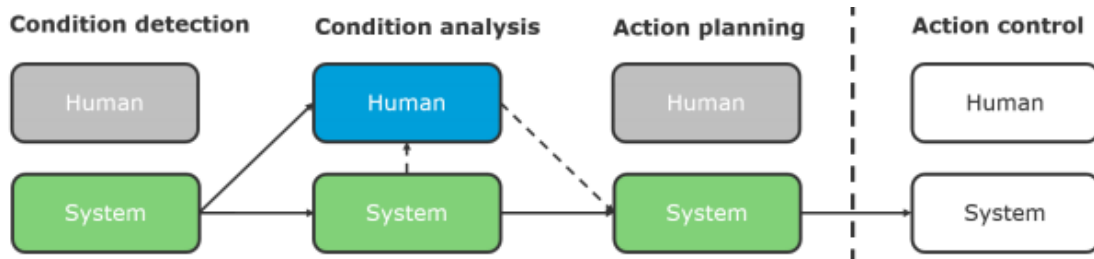 Condition detection
Condition analysis
Action planning
Action control
Human
Human
Human
Human
System
System
System
System